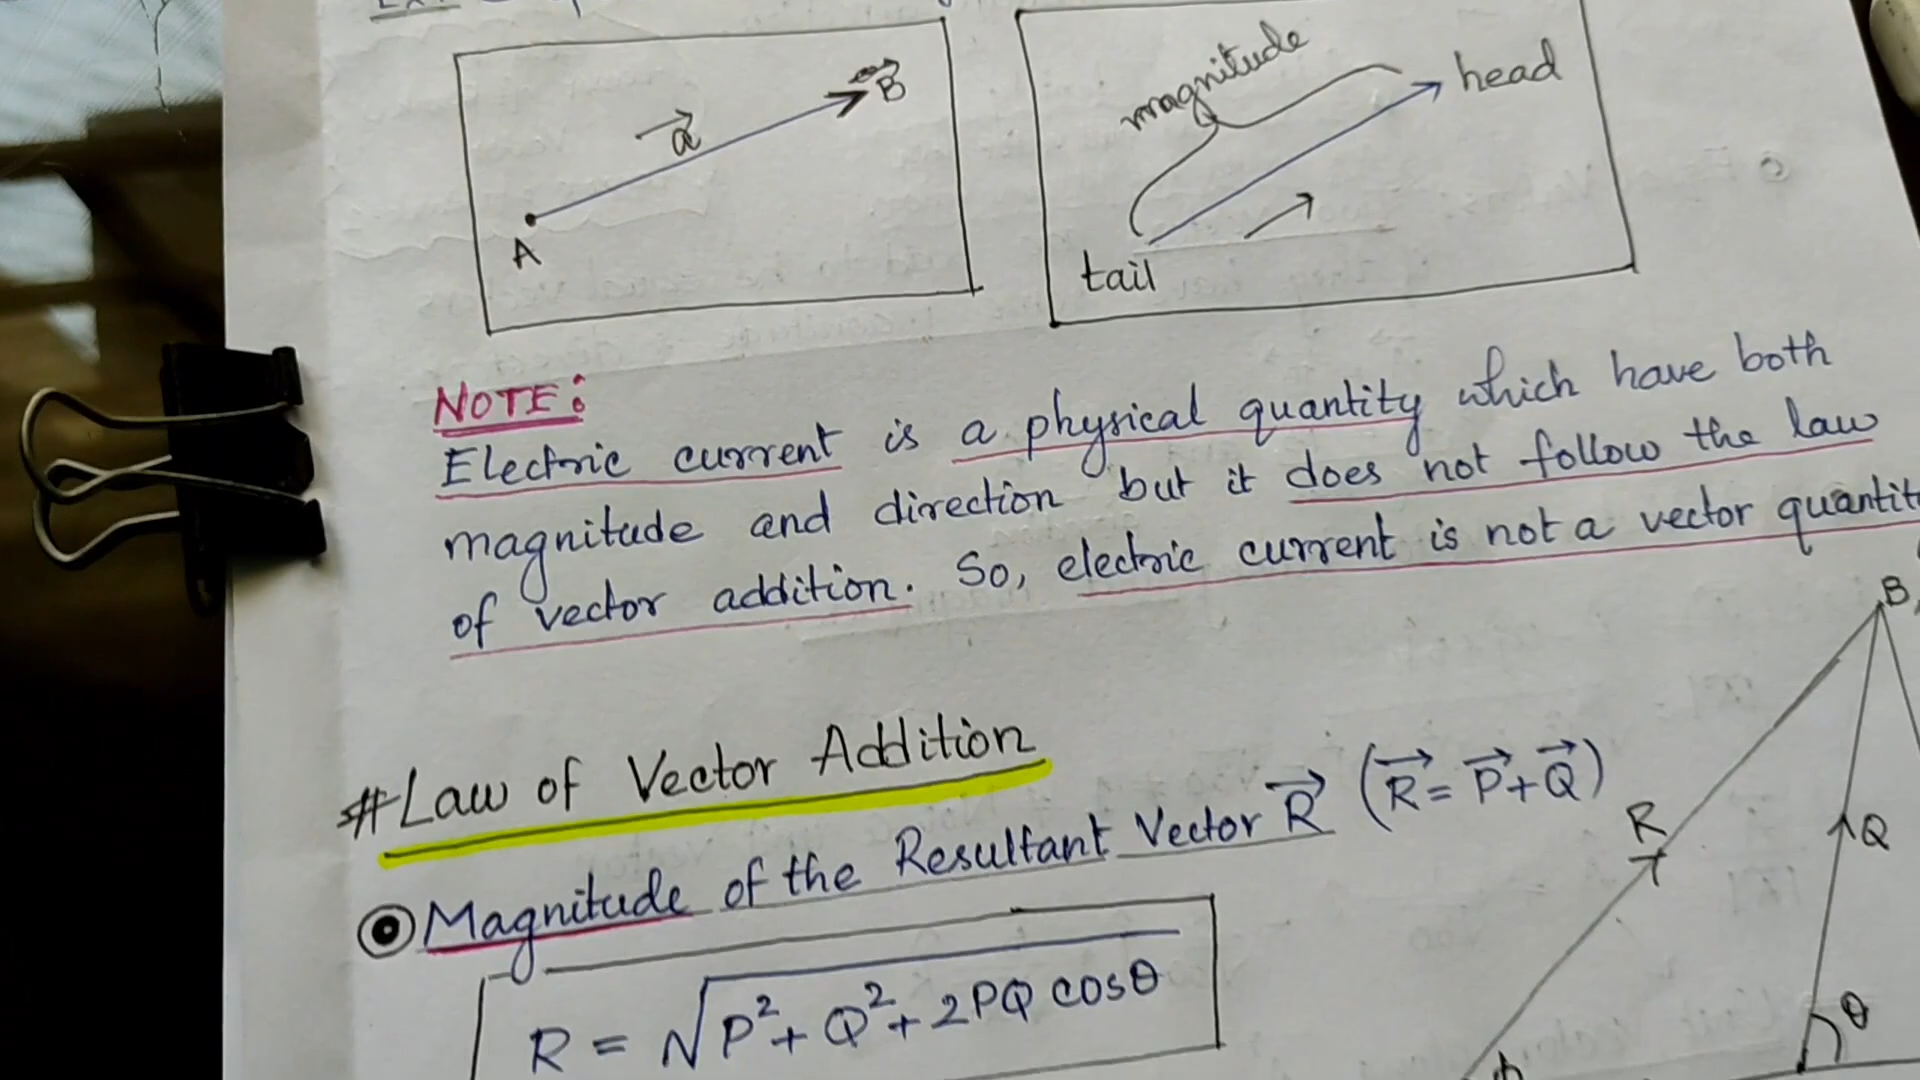 a⃗
B⃗
A
magnitude
head
tail
NOTE:
Electric current is a physical quantity which have both
magnitude and direction but it does not follow the law
of vector addition. So, electric current is not a vector quantit
#Law of Vector Addition
Magnitude of the Resultant Vector R⃗ (R⃗ = P⃗ + Q⃗)
R = √P²+ Q²+ 2PQ cosθ
B
R
Q
θ